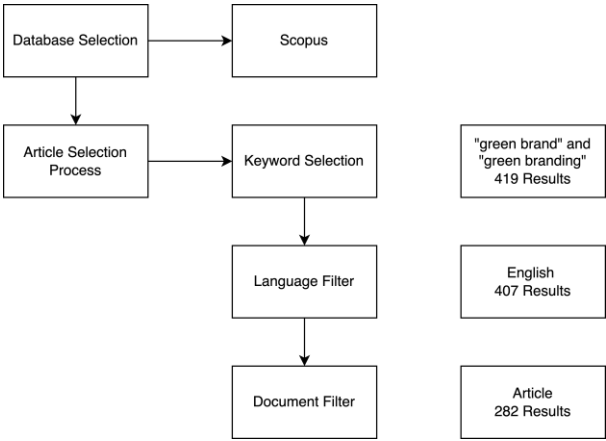 Database Selection
Scopus
Article Selection
Process
Keyword Selection
"green brand" and
"green branding"
419 Results
Language Filter
English
407 Results
Document Filter
Article
282 Results